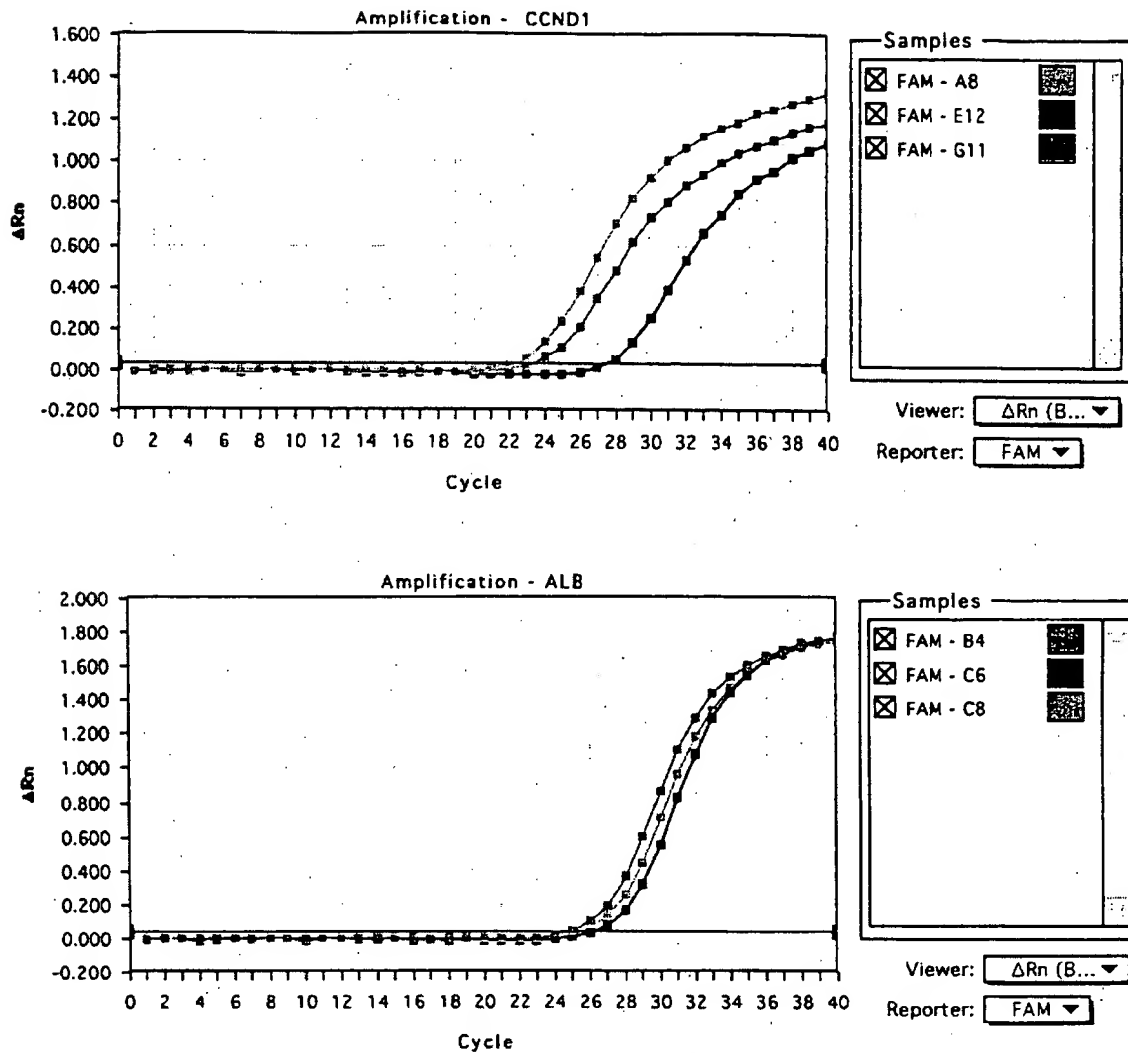 Amplification - CCND1
1.600
1.400
1.200
1.000
0.800
0.600
0.400
0.200
0.000
-0.200
ΔRn
0 2 4 6 8 10 12 14 16 18 20 22 23 26 28 30 32 34 36 38 40
Cycle
Samples
FAM - A8
FAM - E12
FAM - G11
Viewer: ΔRn (B...
Reporter: FAM
Amplification - ALB
2.000
1.800
1.600
1.400
1.200
1.000
0.800
0.600
0.400
0.200
0.000
-0.200
ΔRn
0 2 4 6 8 10 12 14 16 18 20 22 24 26 28 30 32 34 36 38 40
Cycle
Samples
FAM - B4
FAM - C6
FAM - C8
Viewer: ΔRn (B...
Reporter: FAM